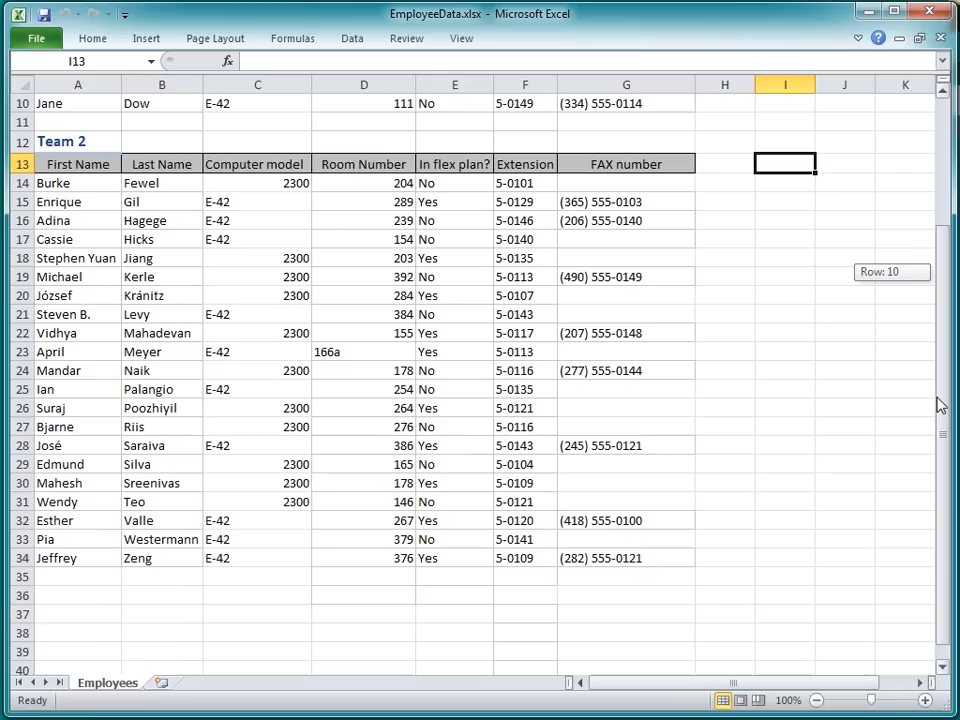 EmployeeData.xlsx - Microsoft Excel
File Home Insert Page Layout Formulas Data Review View
I13 fx
A B C D E F G H I J K
10 Jane Dow E-42 111 No 5-0149 (334) 555-0114
11
12 Team 2
13 First Name Last Name Computer model Room Number In flex plan? Extension FAX number
14 Burke Fewel 2300 204 No 5-0101
15 Enrique Gil E-42 289 Yes 5-0129 (365) 555-0103
16 Adina Hagege E-42 239 No 5-0146 (206) 555-0140
17 Cassie Hicks E-42 154 No 5-0140
18 Stephen Yuan Jiang 2300 203 Yes 5-0135
19 Michael Kerle 2300 392 No 5-0113 (490) 555-0149
Row: 10
20 József Kránitz 2300 284 Yes 5-0107
21 Steven B. Levy E-42 384 No 5-0143
22 Vidhya Mahadevan 2300 155 Yes 5-0117 (207) 555-0148
23 April Meyer E-42 166a Yes 5-0113
24 Mandar Naik 2300 178 No 5-0116 (277) 555-0144
25 Ian Palangio E-42 254 No 5-0135
26 Suraj Poozhiyil 2300 264 Yes 5-0121
27 Bjarne Riis 2300 276 No 5-0116
28 José Saraiva E-42 386 Yes 5-0143 (245) 555-0121
29 Edmund Silva 2300 165 No 5-0104
30 Mahesh Sreenivas 2300 178 Yes 5-0109
31 Wendy Teo 2300 146 No 5-0121
32 Esther Valle E-42 267 Yes 5-0120 (418) 555-0100
33 Pia Westermann E-42 379 No 5-0141
34 Jeffrey Zeng E-42 376 Yes 5-0109 (282) 555-0121
35
36
37
38
39
40
Employees
Ready 100%